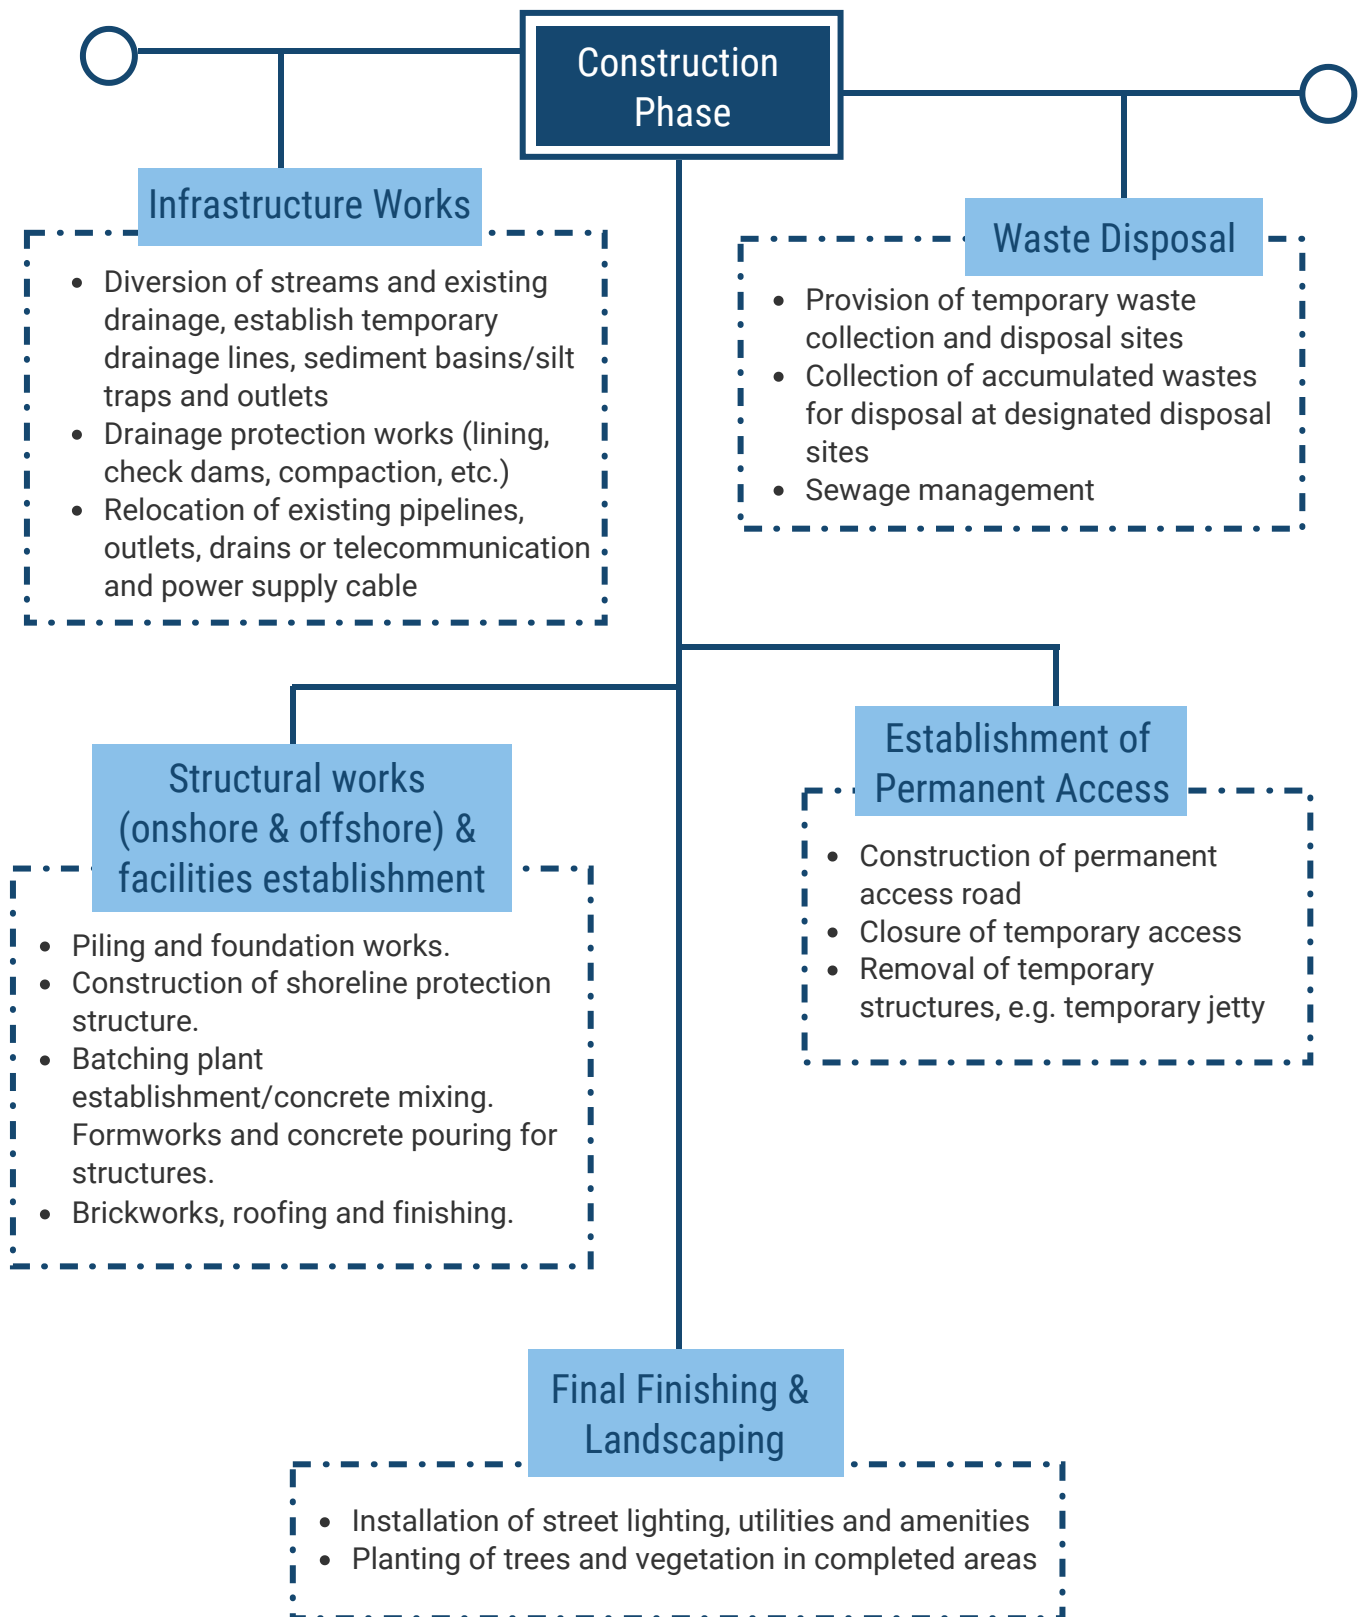 Construction
Phase
Infrastructure Works
• Diversion of streams and existing
drainage, establish temporary
drainage lines, sediment basins/silt
traps and outlets
• Drainage protection works (lining,
check dams, compaction, etc.)
• Relocation of existing pipelines,
outlets, drains or telecommunication
and power supply cable
Waste Disposal
• Provision of temporary waste
collection and disposal sites
• Collection of accumulated wastes
for disposal at designated disposal
sites
• Sewage management
Structural works
(onshore & offshore) &
facilities establishment
• Piling and foundation works.
• Construction of shoreline protection
structure.
• Batching plant
establishment/concrete mixing.
Formworks and concrete pouring for
structures.
• Brickworks, roofing and finishing.
Establishment of
Permanent Access
• Construction of permanent
access road
• Closure of temporary access
• Removal of temporary
structures, e.g. temporary jetty
Final Finishing &
Landscaping
• Installation of street lighting, utilities and amenities
• Planting of trees and vegetation in completed areas